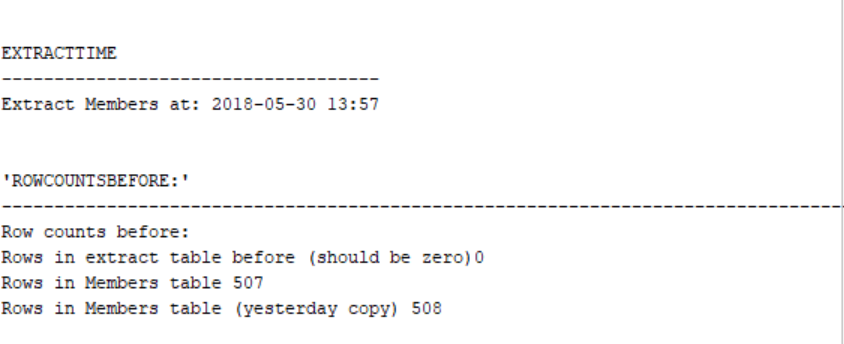 EXTRACTTIME
------------------------------------
Extract Members at: 2018-05-30 13:57
'ROWCOUNTSBEFORE:'
--------------------------------------------------------------------------------
Row counts before:
Rows in extract table before (should be zero)0
Rows in Members table 507
Rows in Members table (yesterday copy) 508